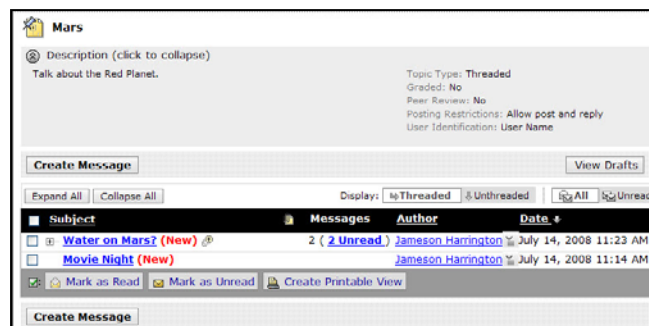 Mars
Description (click to collapse)
Talk about the Red Planet.
Topic Type: Threaded
Graded: No
Peer Review: No
Posting Restrictions: Allow post and reply
User Identification: User Name
Create Message View Drafts
Expand All Collapse All Display: Threaded Unthreaded All Unread
Subject Messages Author Date
Water on Mars? (New) 2 ( 2 Unread ) Jameson Harrington July 14, 2008 11:23 AM
Movie Night (New) Jameson Harrington July 14, 2008 11:14 AM
Mark as Read Mark as Unread Create Printable View
Create Message